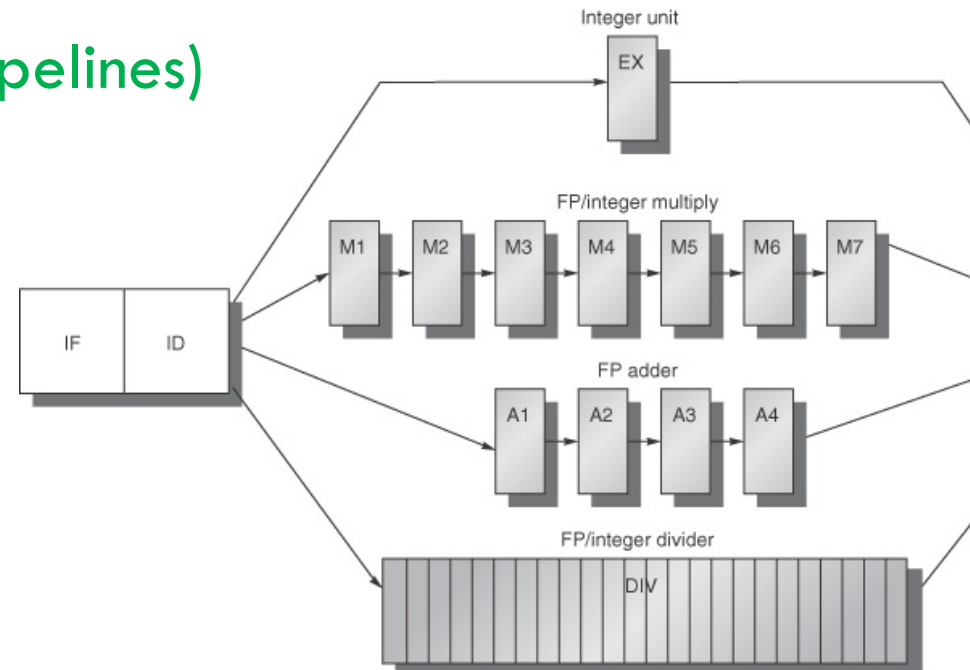 pelines)
Integer unit
EX
FP/integer multiply
M1 M2 M3 M4 M5 M6 M7
IF ID
FP adder
A1 A2 A3 A4
FP/integer divider
DIV